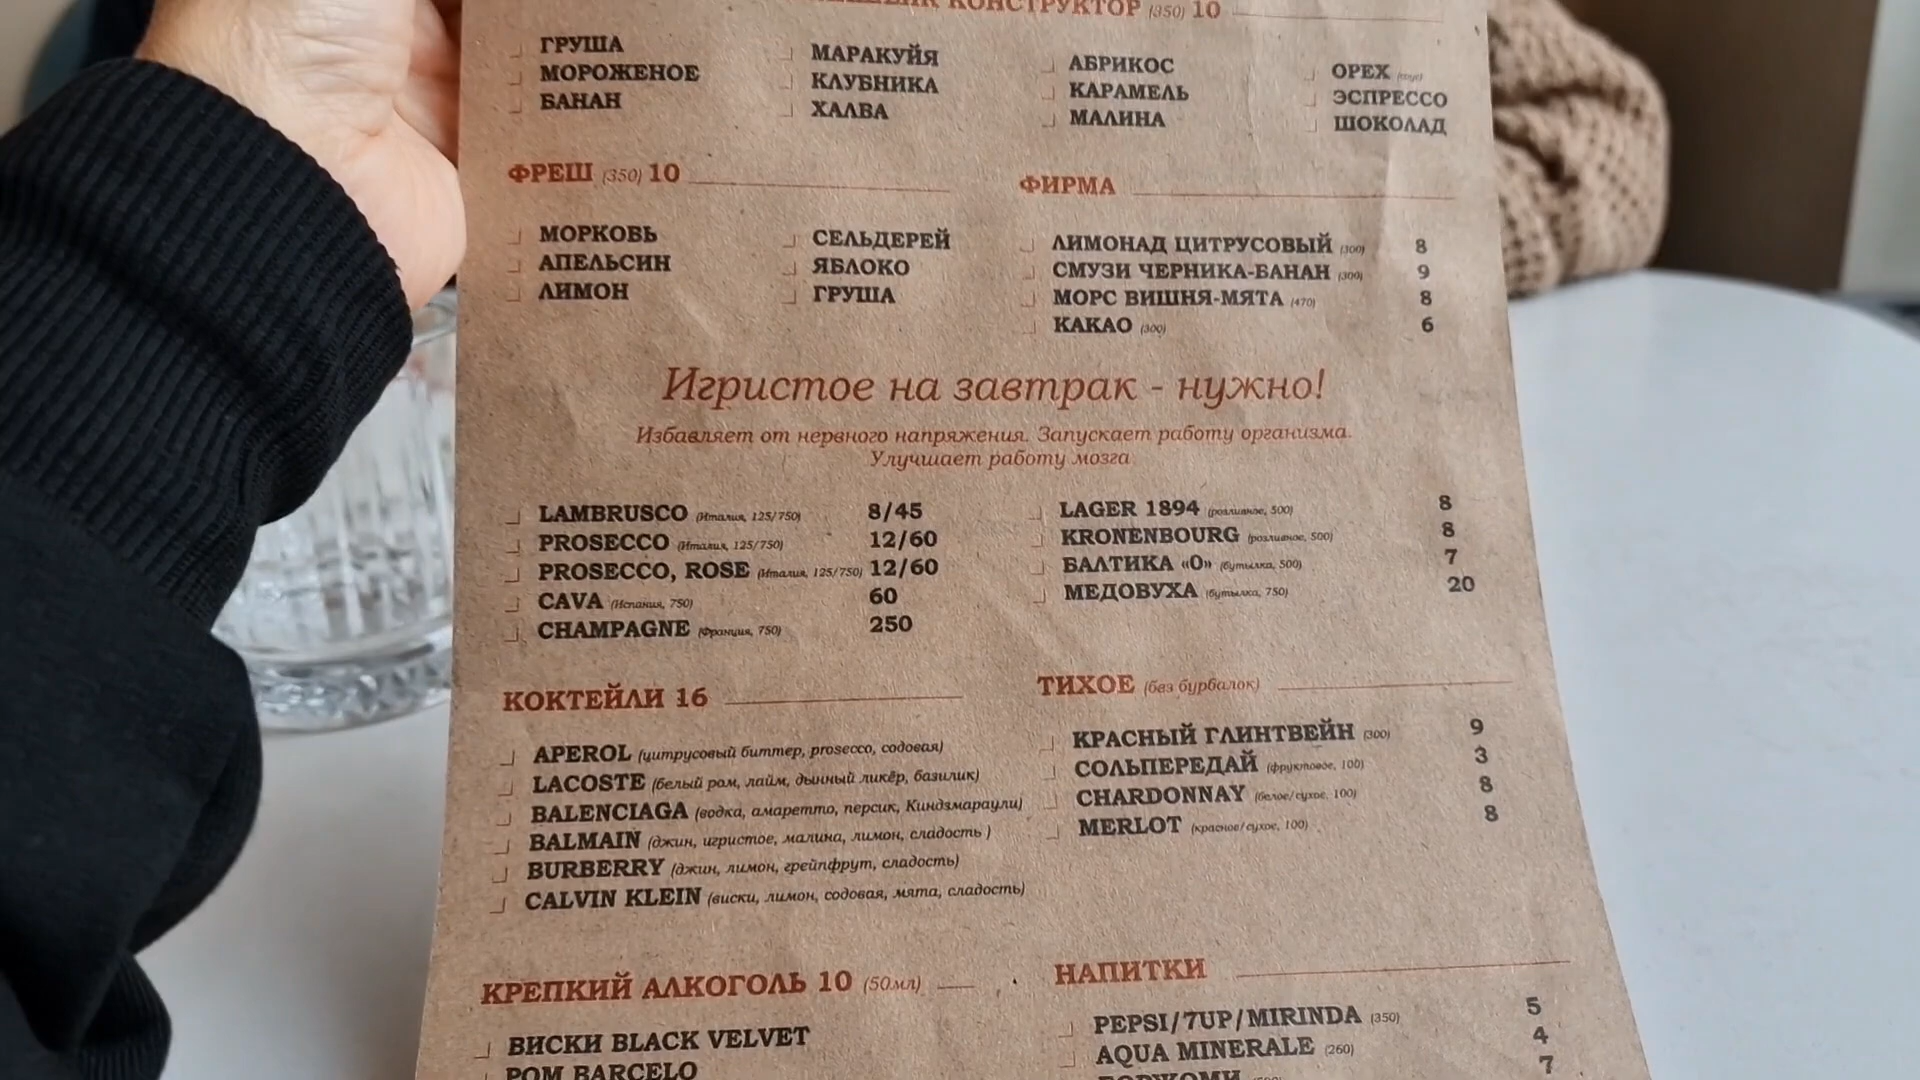 КОНСТРУКТОР (350) 10
ГРУША
МОРОЖЕНОЕ
БАНАН
МАРАКУЙЯ
КЛУБНИКА
ХАЛВА
АБРИКОС
КАРАМЕЛЬ
МАЛИНА
ОРЕХ
ЭСПРЕССО
ШОКОЛАД
ФРЕШ (350) 10
МОРКОВЬ
АПЕЛЬСИН
ЛИМОН
СЕЛЬДЕРЕЙ
ЯБЛОКО
ГРУША
ФИРМА
ЛИМОНАД ЦИТРУСОВЫЙ (300) 8
СМУЗИ ЧЕРНИКА-БАНАН (300) 9
МОРС ВИШНЯ-МЯТА (470) 8
КАКАО (300) 6
Игристое на завтрак - нужно!
Избавляет от нервного напряжения. Запускает работу организма.
Улучшает работу мозга.
LAMBRUSCO (Италия, 125/750) 8/45
PROSECCO (Италия, 125/750) 12/60
PROSECCO, ROSE (Италия, 125/750) 12/60
CAVA (Испания, 750) 60
CHAMPAGNE (Франция, 750) 250
LAGER 1894 (розливное, 500) 8
KRONENBOURG (розливное, 500) 8
БАЛТИКА «0» (бутылка, 500) 7
МЕДОВУХА (бутылка, 750) 20
КОКТЕЙЛИ 16
APEROL (цитрусовый биттер, prosecco, содовая)
LACOSTE (белый ром, лайм, дынный ликёр, базилик)
BALENCIAGA (водка, амаретто, персик, Киндзмараули)
BALMAIN (джин, игристое, малина, лимон, сладость )
BURBERRY (джин, лимон, грейпфрут, сладость)
CALVIN KLEIN (виски, лимон, содовая, мята, сладость)
ТИХОЕ (без бурбалок)
КРАСНЫЙ ГЛИНТВЕЙН (300) 9
СОЛЬПЕРЕДАЙ (фруктовое, 100) 3
CHARDONNAY (белое/сухое, 100) 8
MERLOT (красное/сухое, 100) 8
КРЕПКИЙ АЛКОГОЛЬ 10 (50мл)
ВИСКИ BLACK VELVET
РОМ BARCELO
НАПИТКИ
PEPSI/7UP/MIRINDA (350) 5
AQUA MINERALE (260) 4
БОРЖОМИ 7